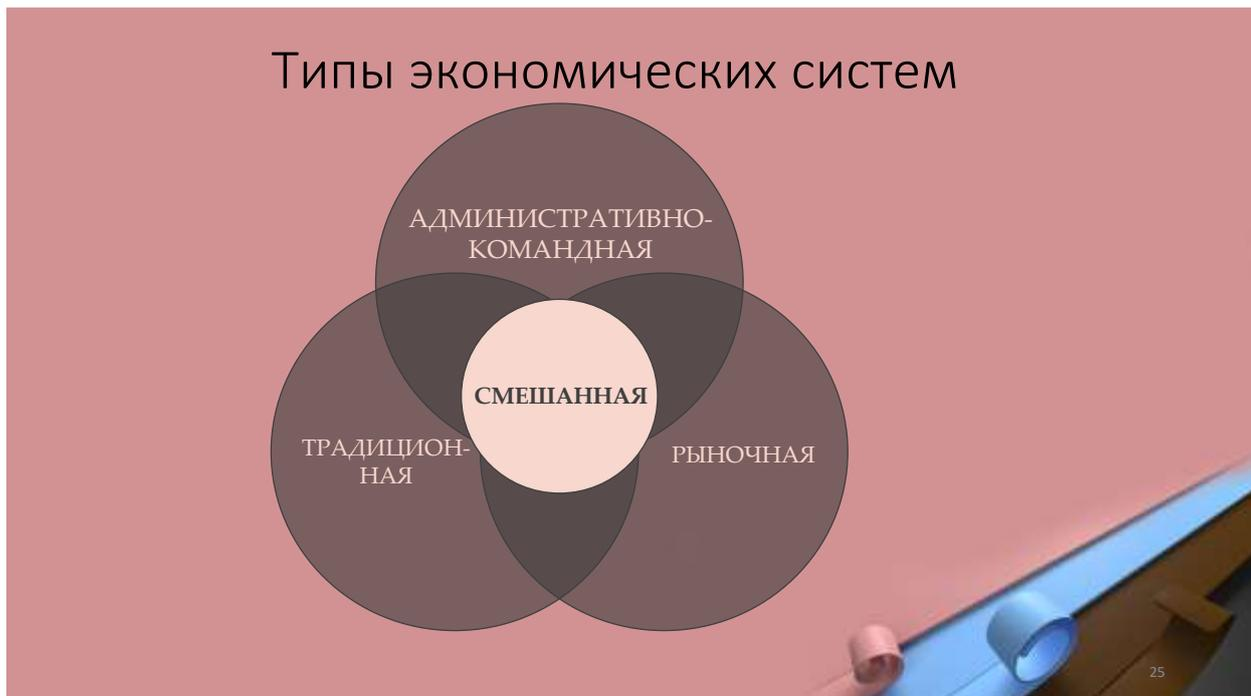 Типы экономических систем
АДМИНИСТРАТИВНО-
КОМАНДНАЯ
СМЕШАННАЯ
ТРАДИЦИОН-
НАЯ
РЫНОЧНАЯ
25